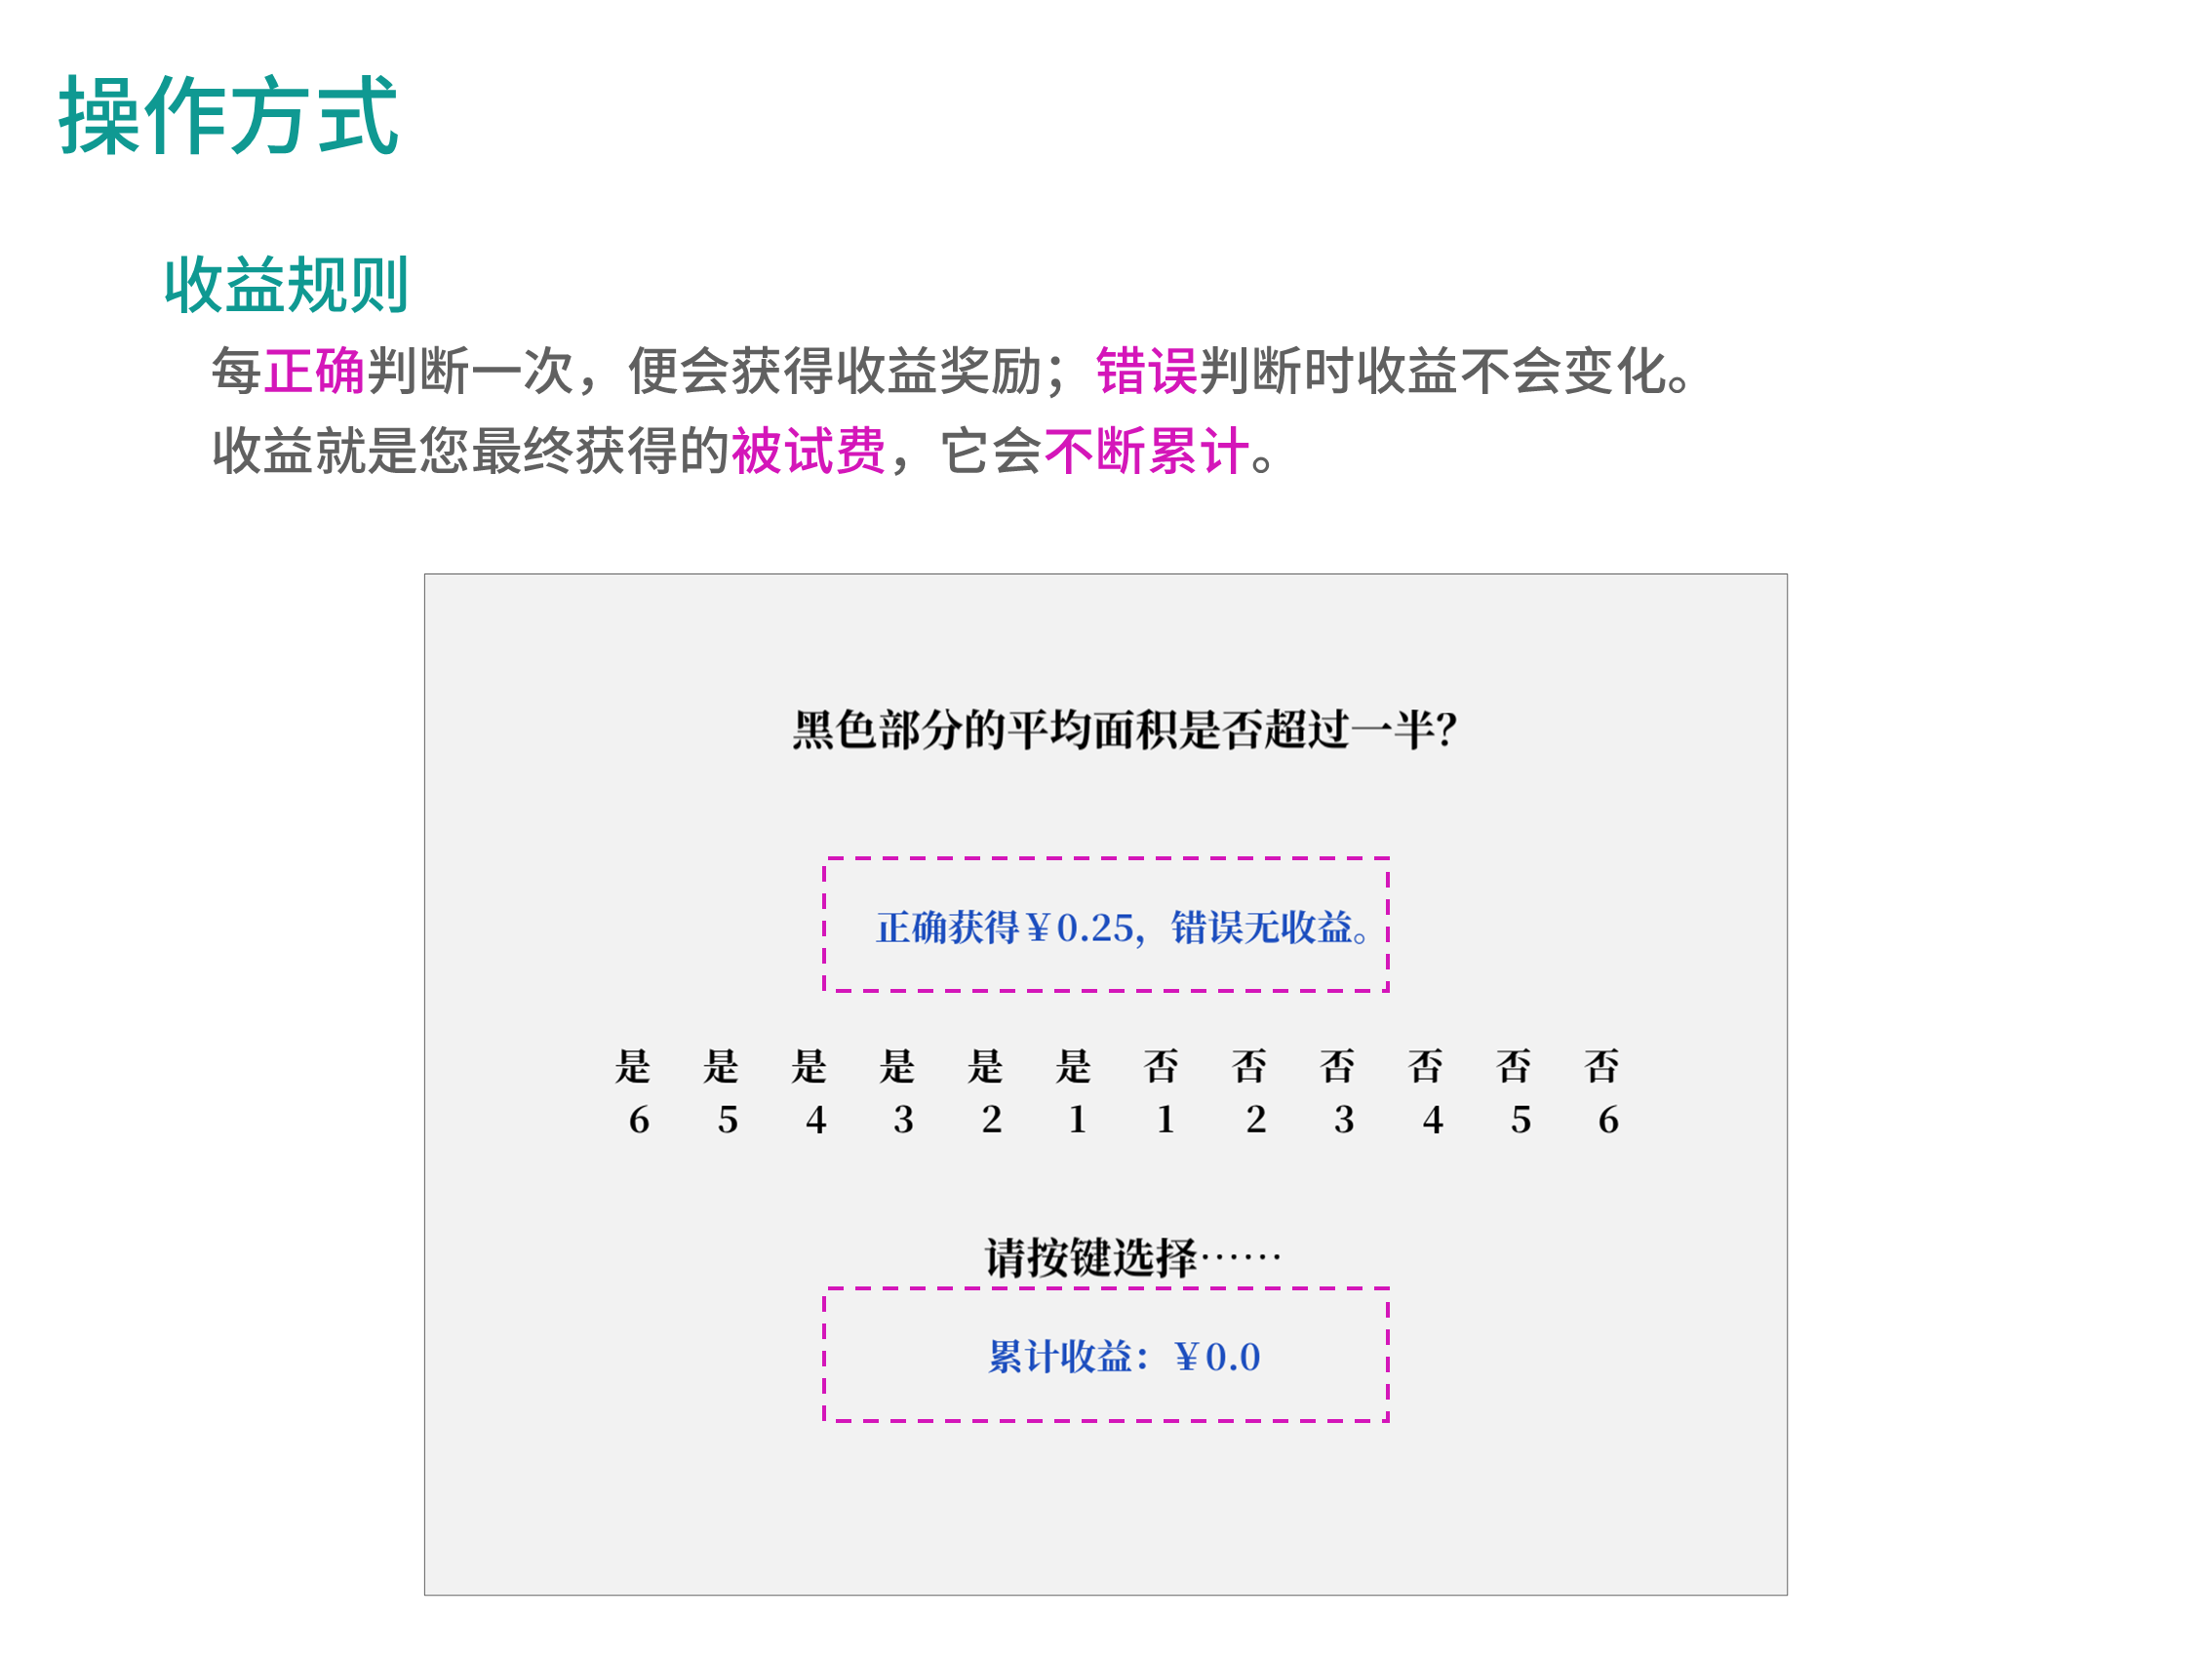 操作方式
收益规则
每正确判断一次，便会获得收益奖励；错误判断时收益不会变化。
收益就是您最终获得的被试费，它会不断累计。
黑色部分的平均面积是否超过一半？
正确获得￥0.25，错误无收益。
是 是 是 是 是 是 否 否 否 否 否 否
6 5 4 3 2 1 1 2 3 4 5 6
请按键选择……
累计收益：￥0.0